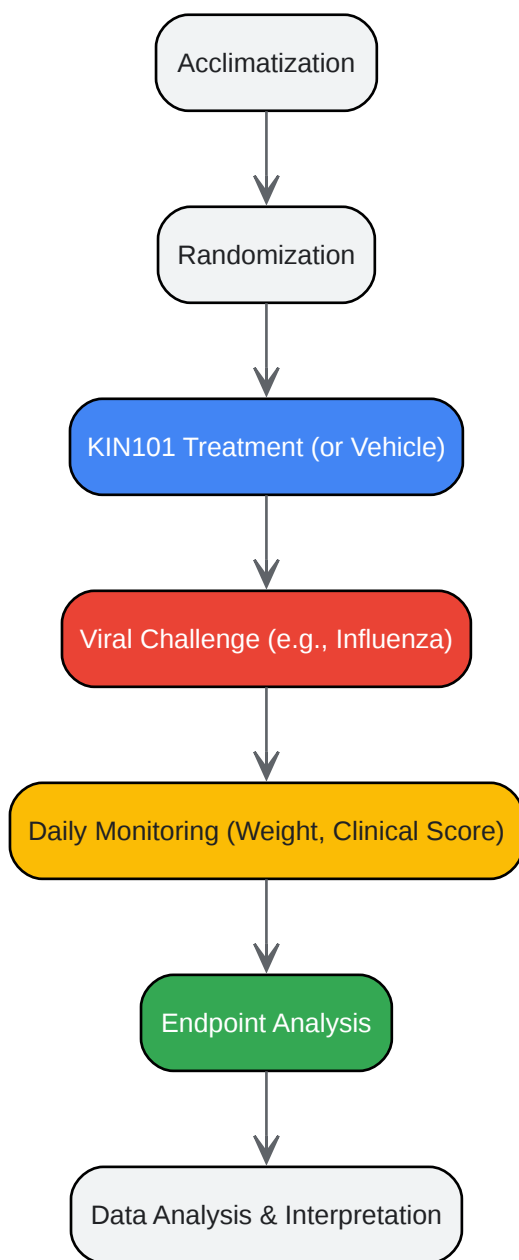 Acclimatization
Randomization
KIN101 Treatment (or Vehicle)
Viral Challenge (e.g., Influenza)
Daily Monitoring (Weight, Clinical Score)
Endpoint Analysis
Data Analysis & Interpretation